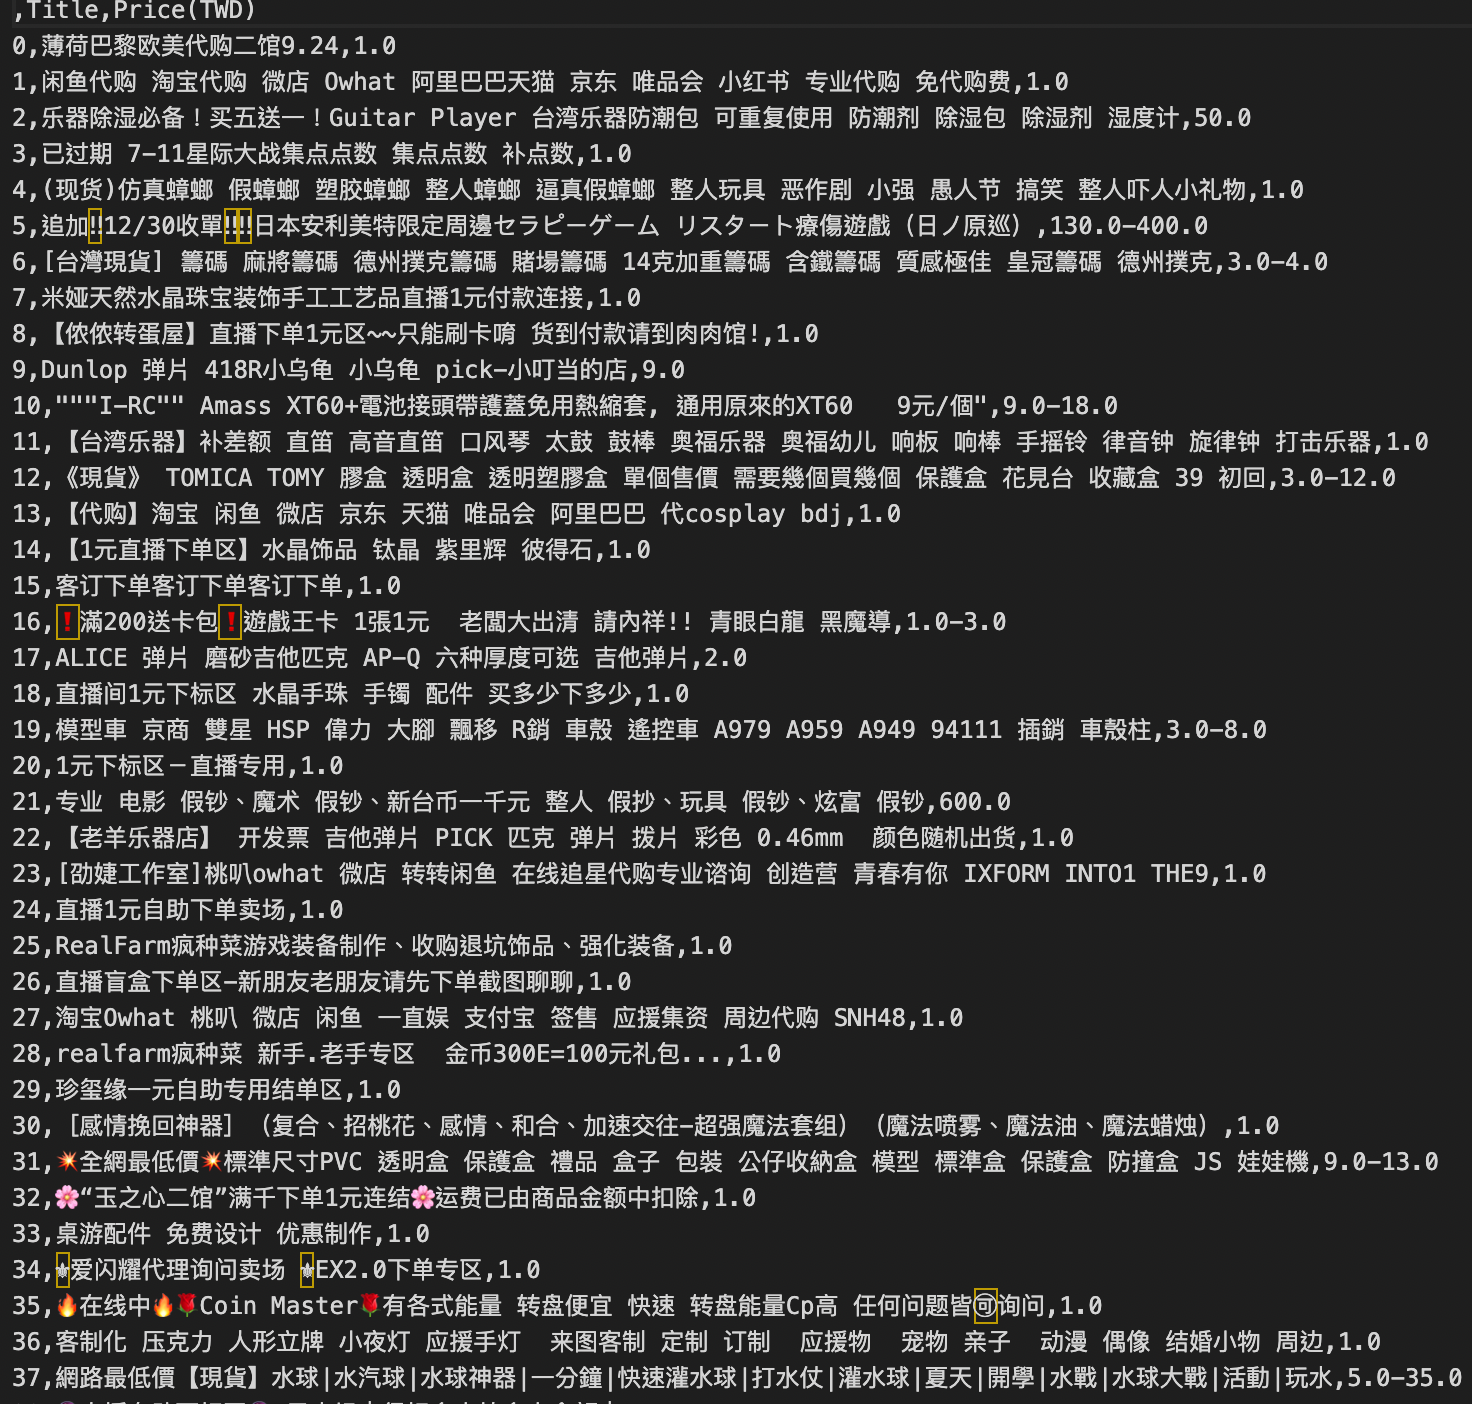 ,Title,Price(TWD)
0,薄荷巴黎欧美代购二馆9.24,1.0
1,闲鱼代购 淘宝代购 微店 Owhat 阿里巴巴天猫 京东 唯品会 小红书 专业代购 免代购费,1.0
2,乐器除湿必备！买五送一！Guitar Player 台湾乐器防潮包 可重复使用 防潮剂 除湿包 除湿剂 湿度计,50.0
3,已过期 7-11星际大战集点点数 集点点数 补点数,1.0
4,(现货)仿真蟑螂 假蟑螂 塑胶蟑螂 整人蟑螂 逼真假蟑螂 整人玩具 恶作剧 小强 愚人节 搞笑 整人吓人小礼物,1.0
5,追加‼12/30收單‼!日本安利美特限定周邊セラピーゲーム リスタート療傷遊戲（日ノ原巡）,130.0-400.0
6,[台灣現貨] 籌碼 麻將籌碼 德州撲克籌碼 賭場籌碼 14克加重籌碼 含鐵籌碼 質感極佳 皇冠籌碼 德州撲克,3.0-4.0
7,米娅天然水晶珠宝装饰手工工艺品直播1元付款连接,1.0
8,【侬侬转蛋屋】直播下单1元区~~只能刷卡唷 货到付款请到肉肉馆!,1.0
9,Dunlop 弹片 418R小乌龟 小乌龟 pick-小叮当的店,9.0
10,"""I-RC"" Amass XT60+電池接頭帶護蓋免用熱縮套, 通用原來的XT60   9元/個",9.0-18.0
11,【台湾乐器】补差额 直笛 高音直笛 口风琴 太鼓 鼓棒 奥福乐器 奥福幼儿 响板 响棒 手摇铃 律音钟 旋律钟 打击乐器,1.0
12,《現貨》 TOMICA TOMY 膠盒 透明盒 透明塑膠盒 單個售價 需要幾個買幾個 保護盒 花見台 收藏盒 39 初回,3.0-12.0
13,【代购】淘宝 闲鱼 微店 京东 天猫 唯品会 阿里巴巴 代cosplay bdj,1.0
14,【1元直播下单区】水晶饰品 钛晶 紫里辉 彼得石,1.0
15,客订下单客订下单客订下单,1.0
16,❗滿200送卡包❗遊戲王卡 1張1元  老闆大出清 請內祥!! 青眼白龍 黑魔導,1.0-3.0
17,ALICE 弹片 磨砂吉他匹克 AP-Q 六种厚度可选 吉他弹片,2.0
18,直播间1元下标区 水晶手珠 手镯 配件 买多少下多少,1.0
19,模型車 京商 雙星 HSP 偉力 大腳 飄移 R銷 車殼 遙控車 A979 A959 A949 94111 插銷 車殼柱,3.0-8.0
20,1元下标区－直播专用,1.0
21,专业 电影 假钞、魔术 假钞、新台币一千元 整人 假抄、玩具 假钞、炫富 假钞,600.0
22,【老羊乐器店】 开发票 吉他弹片 PICK 匹克 弹片 拨片 彩色 0.46mm  颜色随机出货,1.0
23,[劭婕工作室]桃叭owhat 微店 转转闲鱼 在线追星代购专业谘询 创造营 青春有你 IXFORM INTO1 THE9,1.0
24,直播1元自助下单卖场,1.0
25,RealFarm疯种菜游戏装备制作、收购退坑饰品、强化装备,1.0
26,直播盲盒下单区-新朋友老朋友请先下单截图聊聊,1.0
27,淘宝Owhat 桃叭 微店 闲鱼 一直娱 支付宝 签售 应援集资 周边代购 SNH48,1.0
28,realfarm疯种菜 新手.老手专区  金币300E=100元礼包...,1.0
29,珍玺缘一元自助专用结单区,1.0
30,［感情挽回神器］（复合、招桃花、感情、和合、加速交往-超强魔法套组）（魔法喷雾、魔法油、魔法蜡烛）,1.0
31,💥全網最低價💥標準尺寸PVC 透明盒 保護盒 禮品 盒子 包裝 公仔收納盒 模型 標準盒 保護盒 防撞盒 JS 娃娃機,9.0-13.0
32,🌸“玉之心二馆”满千下单1元连结🌸运费已由商品金额中扣除,1.0
33,桌游配件 免费设计 优惠制作,1.0
34,⚜爱闪耀代理询问卖场 ⚜EX2.0下单专区,1.0
35,🔥在线中🔥🌹Coin Master🌹有各式能量 转盘便宜 快速 转盘能量Cp高 任何问题皆🉑询问,1.0
36,客制化 压克力 人形立牌 小夜灯 应援手灯  来图客制 定制 订制  应援物  宠物 亲子  动漫 偶像 结婚小物 周边,1.0
37,網路最低價【現貨】水球|水汽球|水球神器|一分鐘|快速灌水球|打水仗|灌水球|夏天|開學|水戰|水球大戰|活動|玩水,5.0-35.0